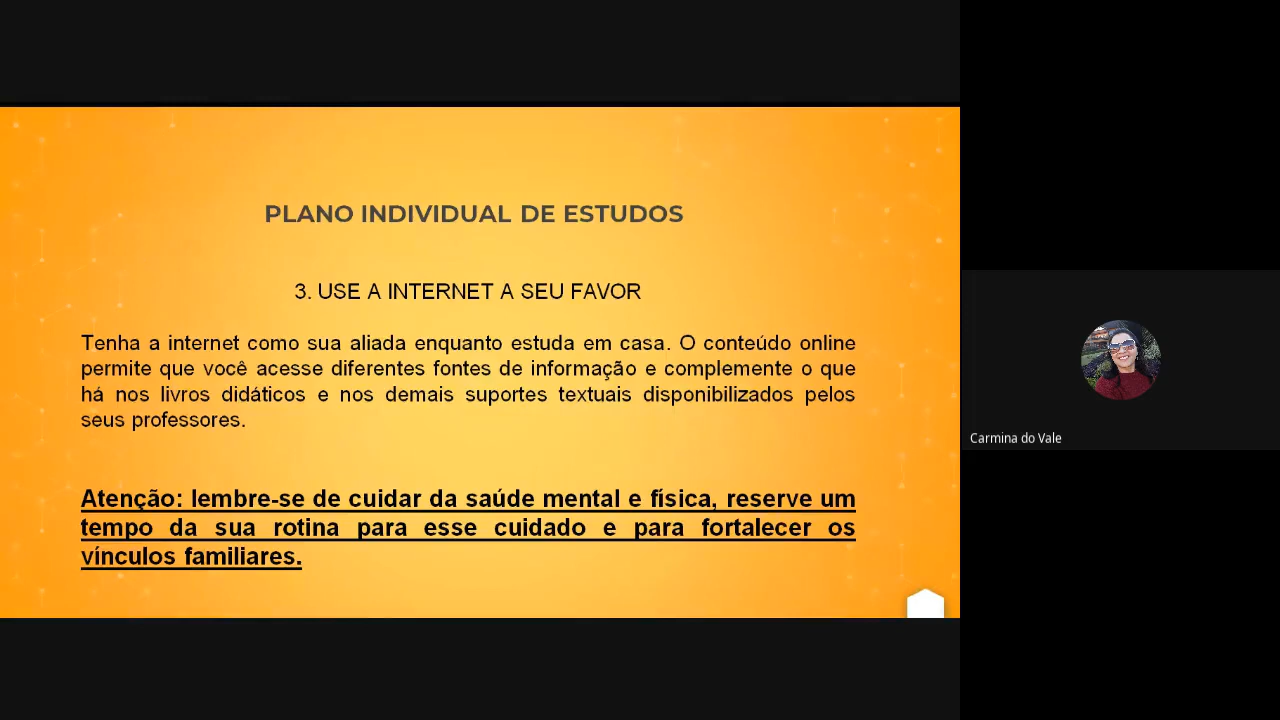 PLANO INDIVIDUAL DE ESTUDOS
3. USE A INTERNET A SEU FAVOR
Tenha a internet como sua aliada enquanto estuda em casa. O conteúdo online
permite que você acesse diferentes fontes de informação e complemente o que
há nos livros didáticos e nos demais suportes textuais disponibilizados pelos
seus professores.
Atenção: lembre-se de cuidar da saúde mental e física, reserve um
tempo da sua rotina para esse cuidado e para fortalecer os
vínculos familiares.
Carmina do Vale